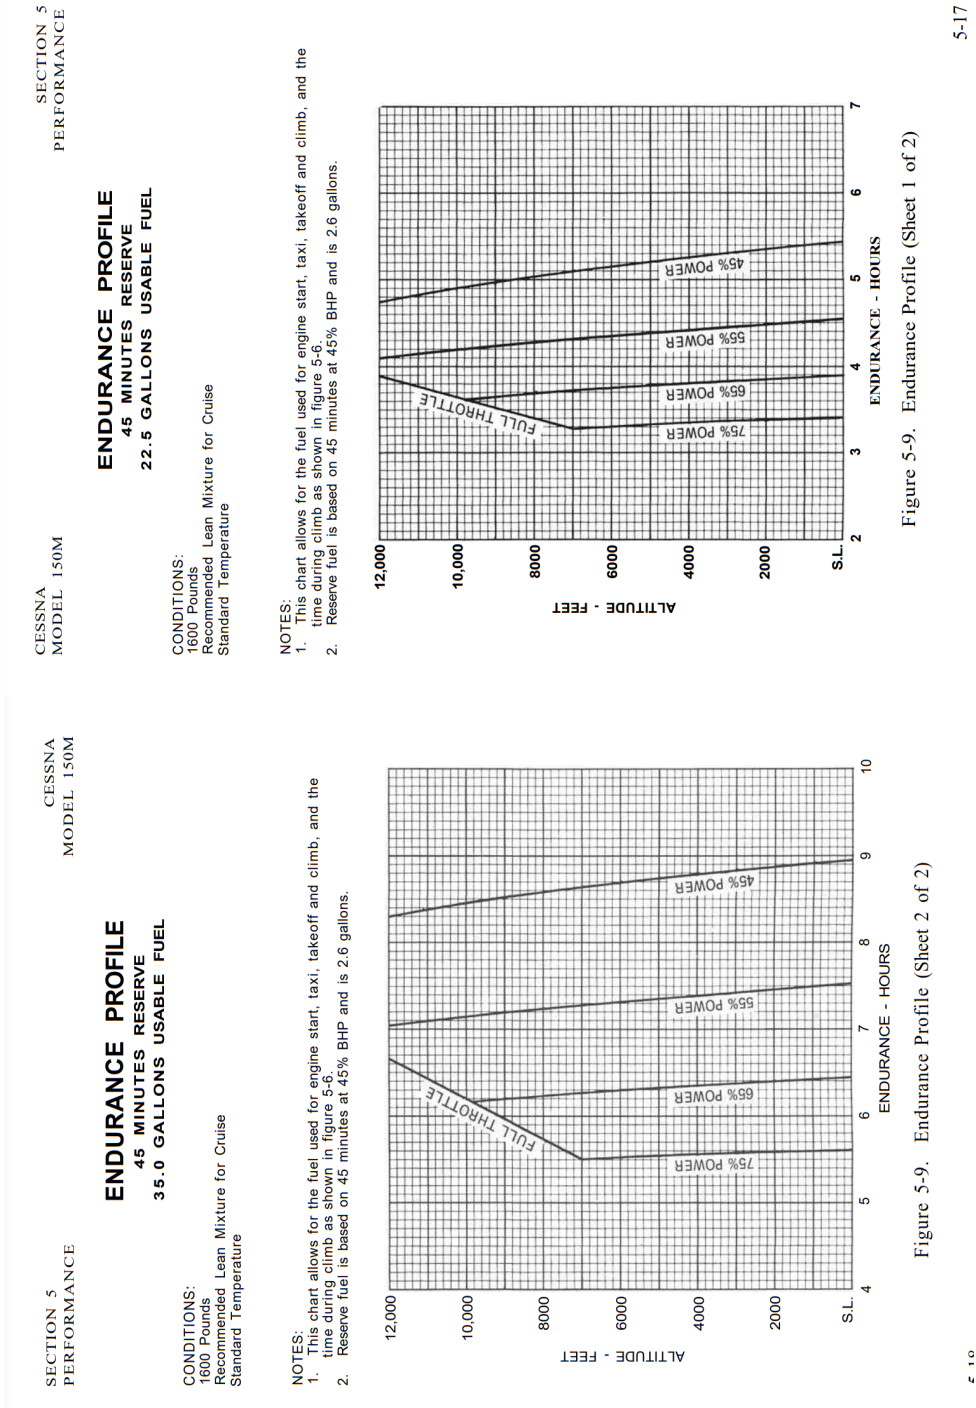 SECTION 5
PERFORMANCE
CESSNA
MODEL 150M
ENDURANCE PROFILE
45 MINUTES RESERVE
35.0 GALLONS USABLE FUEL
CONDITIONS:
1600 Pounds
Recommended Lean Mixture for Cruise
Standard Temperature
NOTES:
1. This chart allows for the fuel used for engine start, taxi, takeoff and climb, and the
time during climb as shown in figure 5-6.
2. Reserve fuel is based on 45 minutes at 45% BHP and is 2.6 gallons.
12,000
10,000
8000
6000
4000
2000
S.L.
ALTITUDE - FEET
FULL THROTTLE
75% POWER
65% POWER
55% POWER
45% POWER
4
5
6
7
8
9
10
ENDURANCE - HOURS
Figure 5-9. Endurance Profile (Sheet 2 of 2)
CESSNA
MODEL 150M
SECTION 5
PERFORMANCE
ENDURANCE PROFILE
45 MINUTES RESERVE
22.5 GALLONS USABLE FUEL
CONDITIONS:
1600 Pounds
Recommended Lean Mixture for Cruise
Standard Temperature
NOTES:
1. This chart allows for the fuel used for engine start, taxi, takeoff and climb, and the
time during climb as shown in figure 5-6.
2. Reserve fuel is based on 45 minutes at 45% BHP and is 2.6 gallons.
12,000
10,000
8000
6000
4000
2000
S.L.
ALTITUDE - FEET
FULL THROTTLE
75% POWER
65% POWER
55% POWER
45% POWER
2
3
4
5
6
7
ENDURANCE - HOURS
Figure 5-9. Endurance Profile (Sheet 1 of 2)
5-17